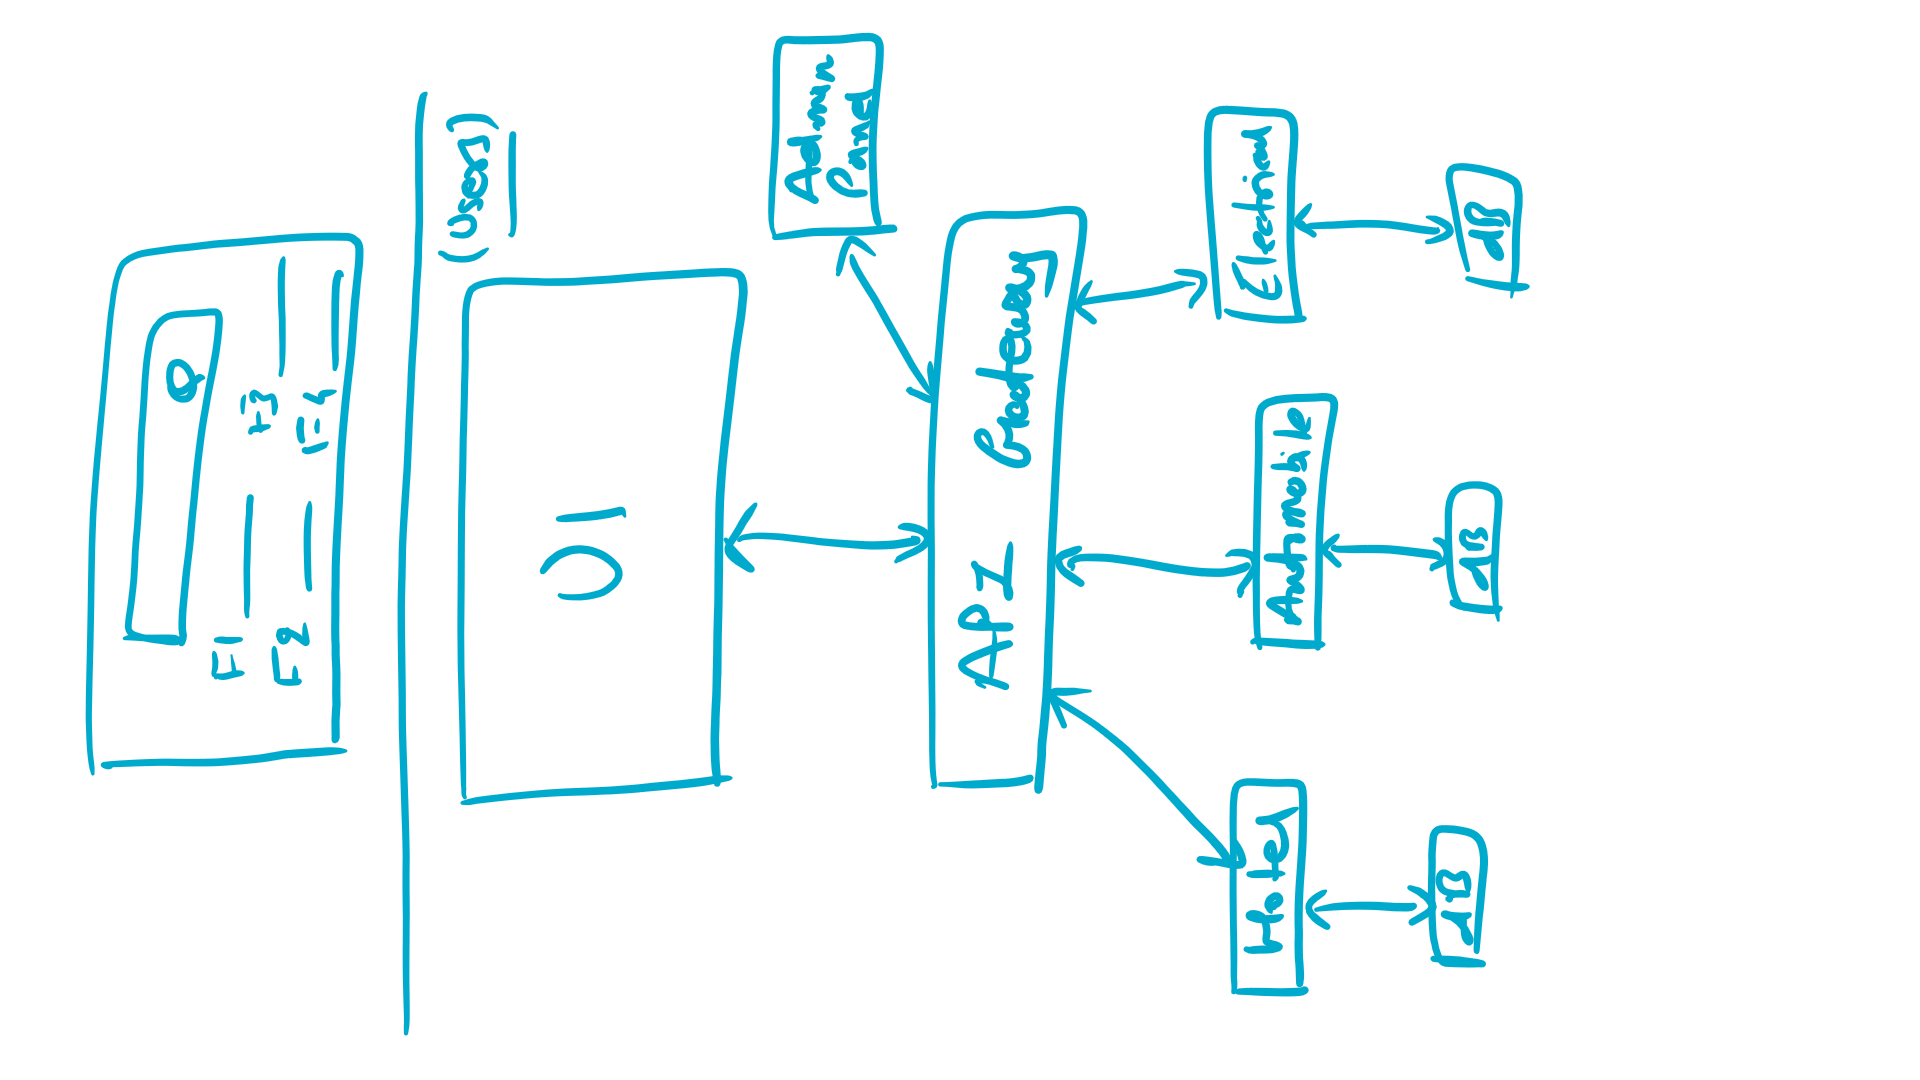 F1
F2
F3
F4
(Users)
UI
Admin
Panel
API Gateway
Electrical
dB
Automobile
dB
Hotel
dB